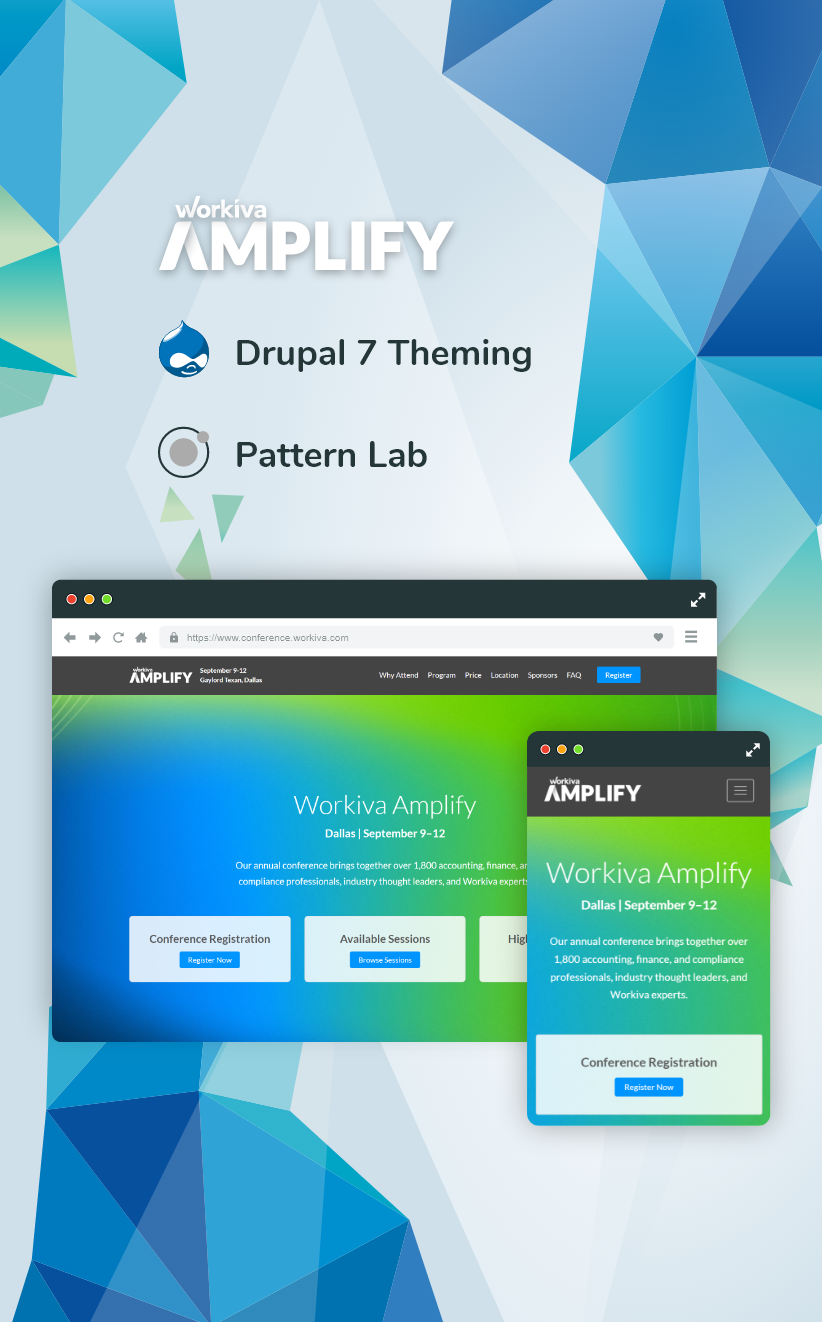 workiva
AMPLIFY
Drupal 7 Theming
Pattern Lab
https://www.conference.workiva.com
workiva
AMPLIFY
September 9-12
Gaylord Texan, Dallas
Why Attend
Program
Price
Location
Sponsors
FAQ
Register
Workiva Amplify
Dallas | September 9–12
Our annual conference brings together over 1,800 accounting, finance, an
compliance professionals, industry thought leaders, and Workiva experts
Conference Registration
Register Now
Available Sessions
Browse Sessions
High
workiva
AMPLIFY
Workiva Amplify
Dallas | September 9–12
Our annual conference brings together over
1,800 accounting, finance, and compliance
professionals, industry thought leaders, and
Workiva experts.
Conference Registration
Register Now